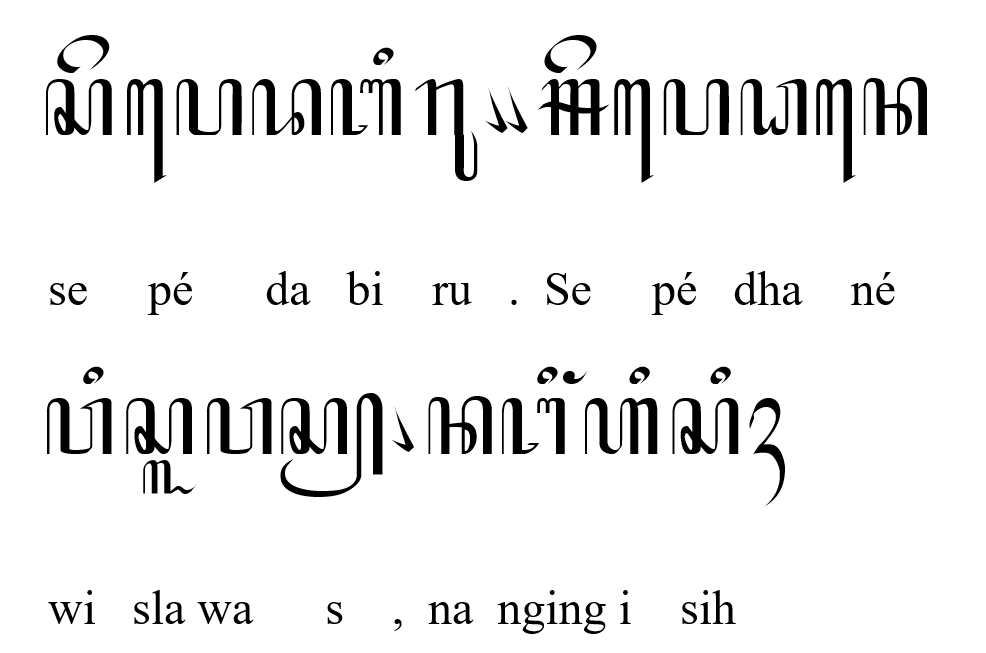 ꦱꦼꦥꦺꦢꦧꦶꦫꦸ꧉ꦯꦼꦥꦺꦝꦤꦺ
se pé da bi ru . Se pé dha né
ꦮꦶꦱ꧀ꦭꦮꦱ꧀꧈ꦤꦔꦶꦁꦲꦶꦱꦶꦃ
wi sla wa s , na nging i sih